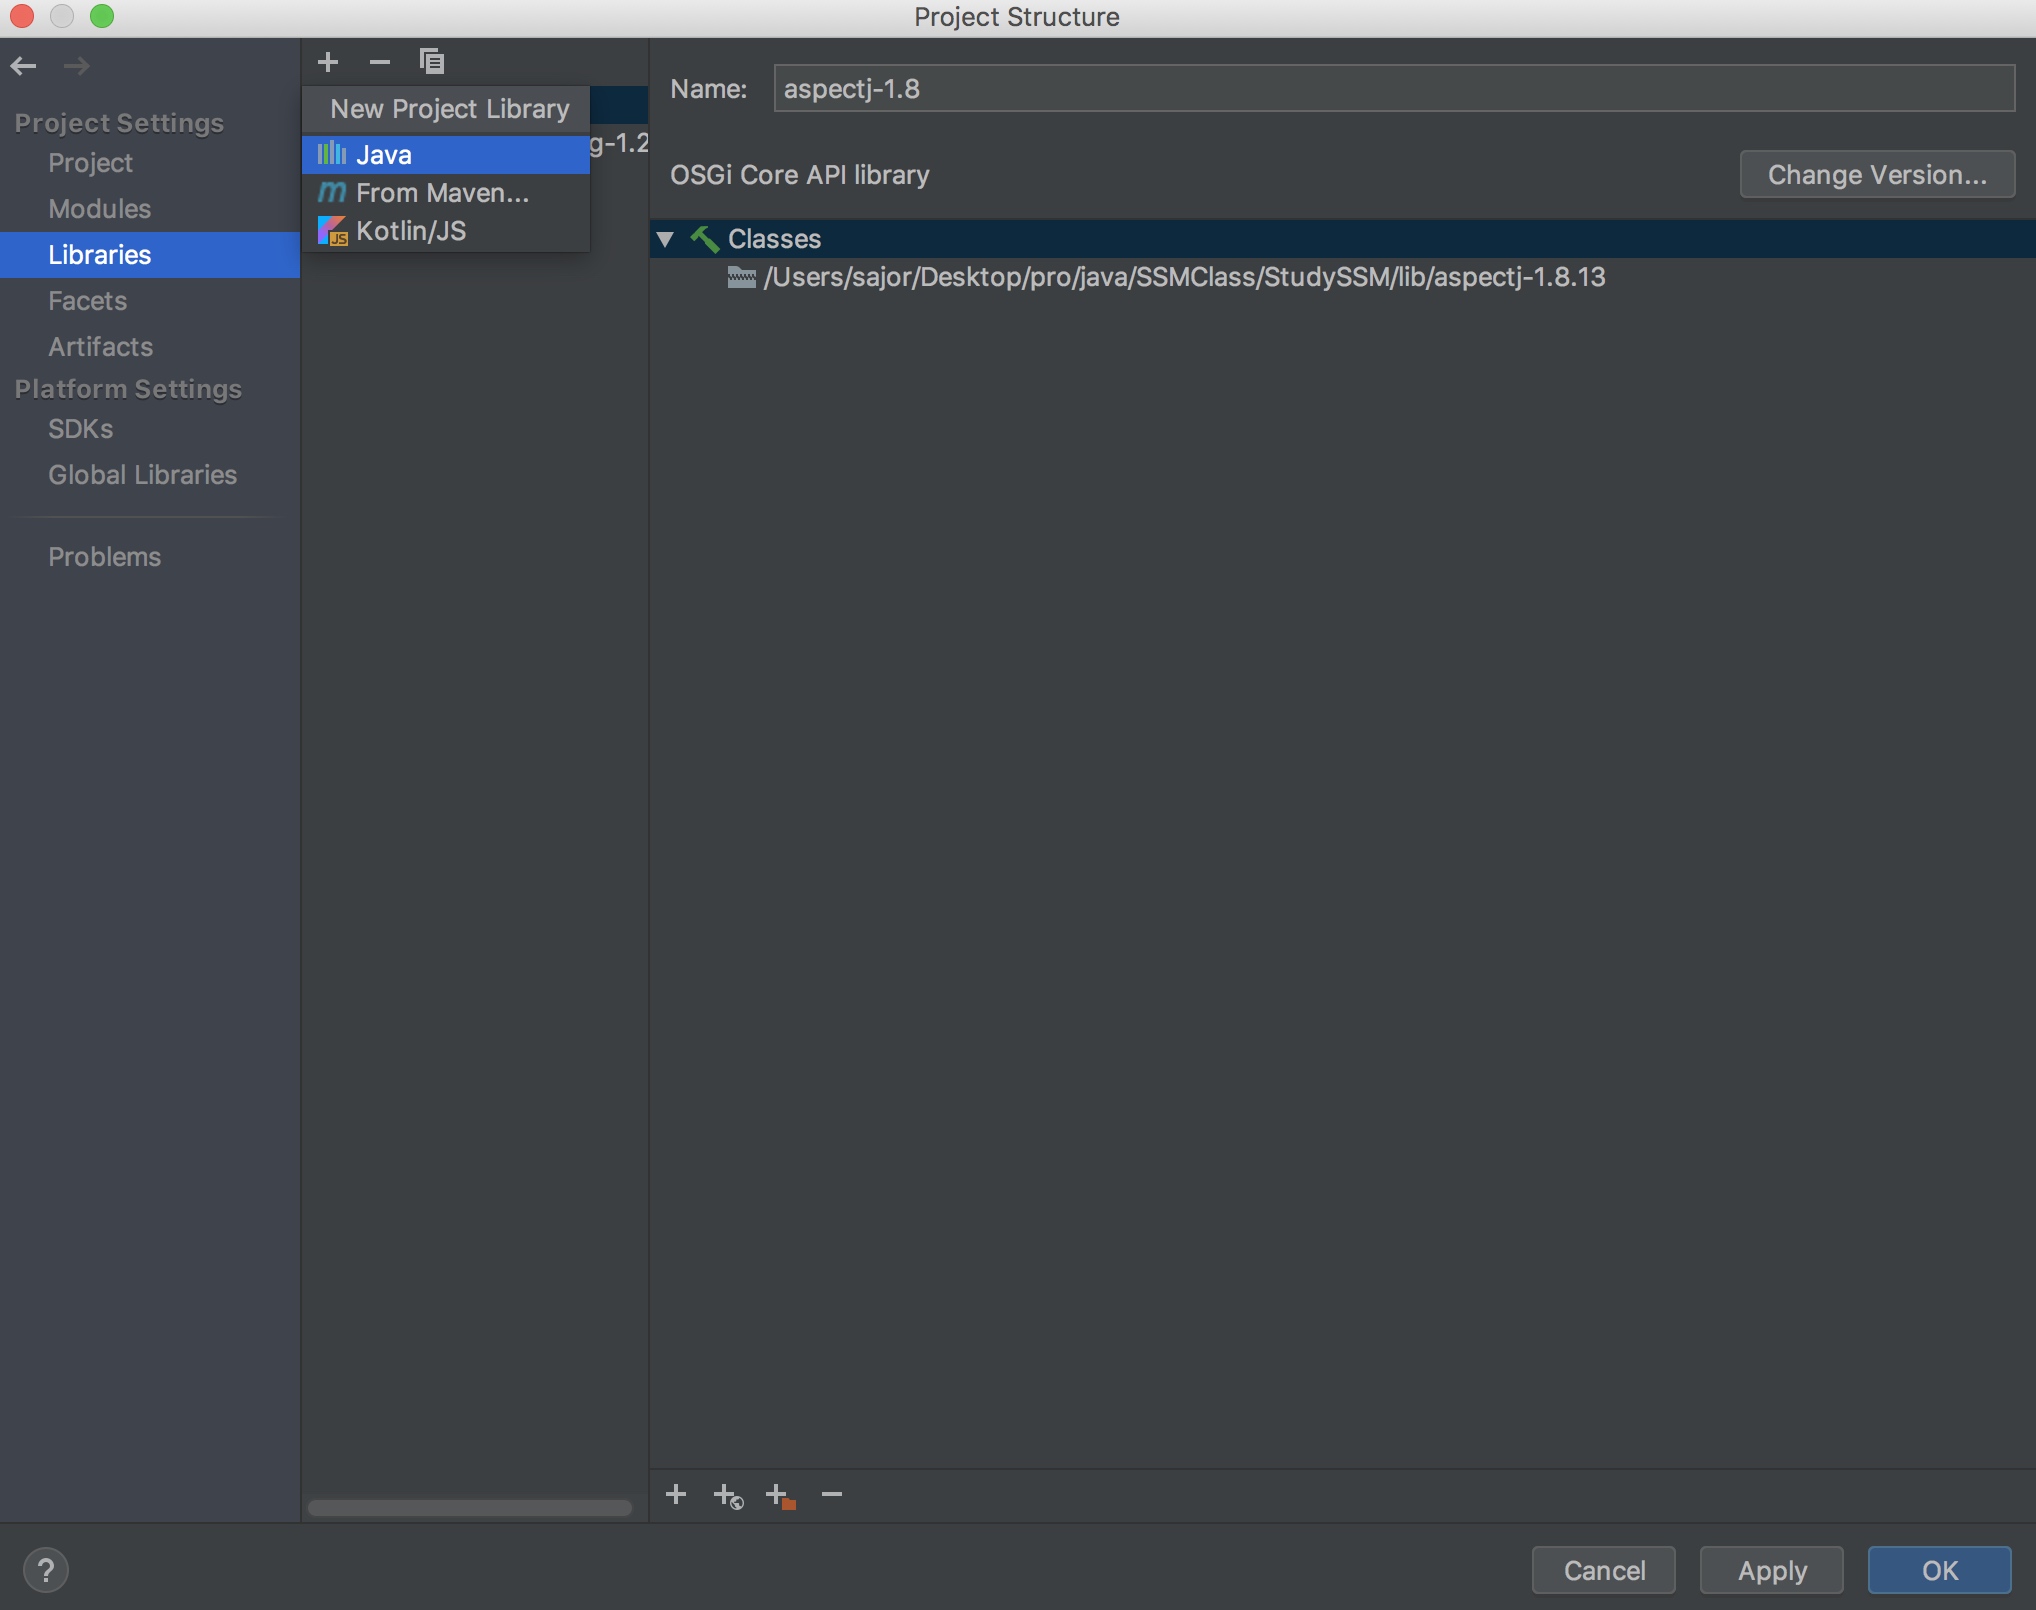 Project Structure
Project Settings
Project
Modules
Libraries
Facets
Artifacts
Platform Settings
SDKs
Global Libraries
Problems
New Project Library
Java
From Maven...
JS Kotlin/JS
g-1.2
Name: aspectj-1.8
OSGi Core API library
Change Version...
Classes
/Users/sajor/Desktop/pro/java/SSMClass/StudySSM/lib/aspectj-1.8.13
?
Cancel
Apply
OK